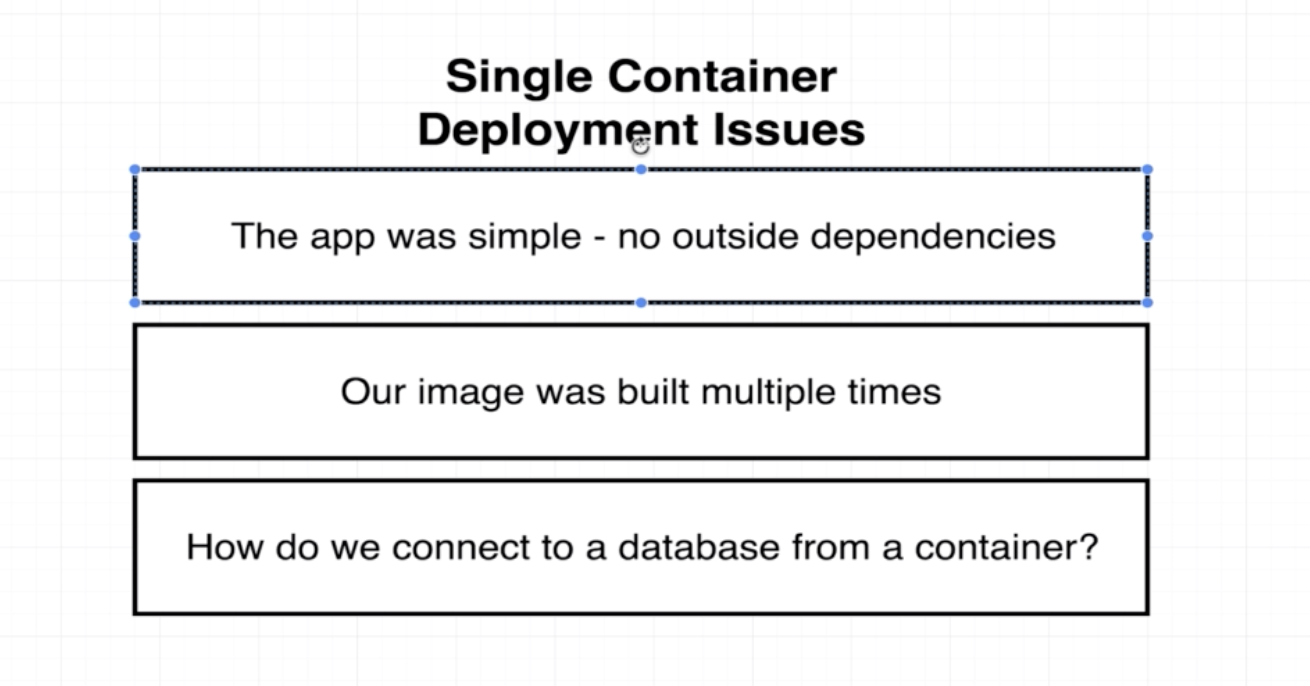 Single Container
Deployment Issues
The app was simple - no outside dependencies
Our image was built multiple times
How do we connect to a database from a container?